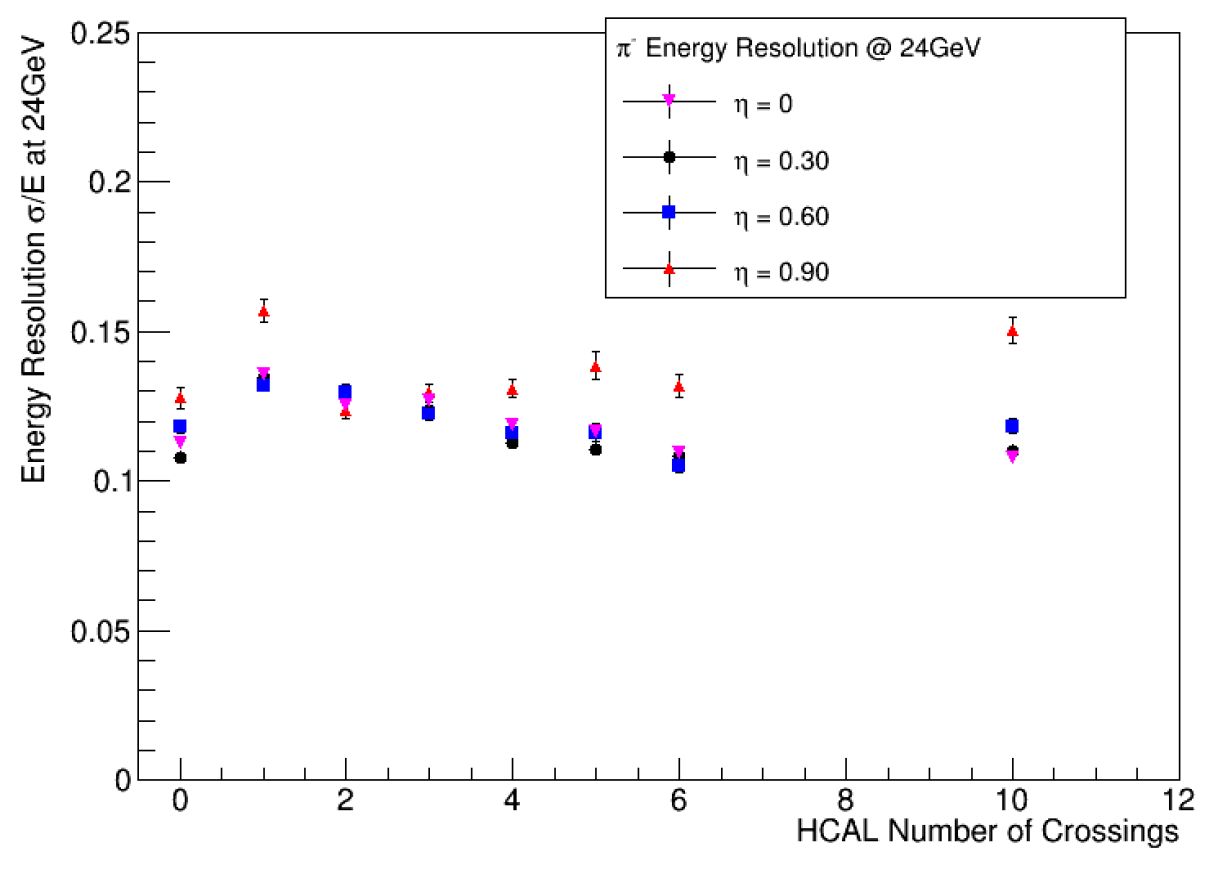 Energy Resolution σ/E at 24GeV
0.25
0.2
0.15
0.1
0.05
0
π⁻ Energy Resolution @ 24GeV
η = 0
η = 0.30
η = 0.60
η = 0.90
0 2 4 6 8 10 12
HCAL Number of Crossings